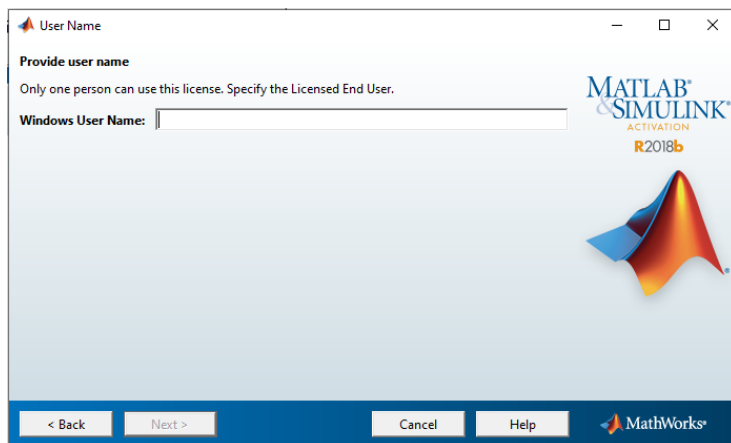 User Name
Provide user name
Only one person can use this license. Specify the Licensed End User.
Windows User Name:
MATLAB®
&SIMULINK®
ACTIVATION
R2018b
®
< Back
Next >
Cancel
Help
MathWorks®